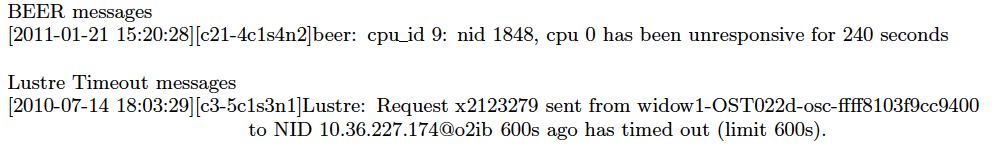 BEER messages
[2011-01-21 15:20:28][c21-4c1s4n2]beer: cpu_id 9: nid 1848, cpu 0 has been unresponsive for 240 seconds
Lustre Timeout messages
[2010-07-14 18:03:29][c3-5c1s3n1]Lustre: Request x2123279 sent from widow1-OST022d-osc-ffff8103f9cc9400
to NID 10.36.227.174@o2ib 600s ago has timed out (limit 600s).